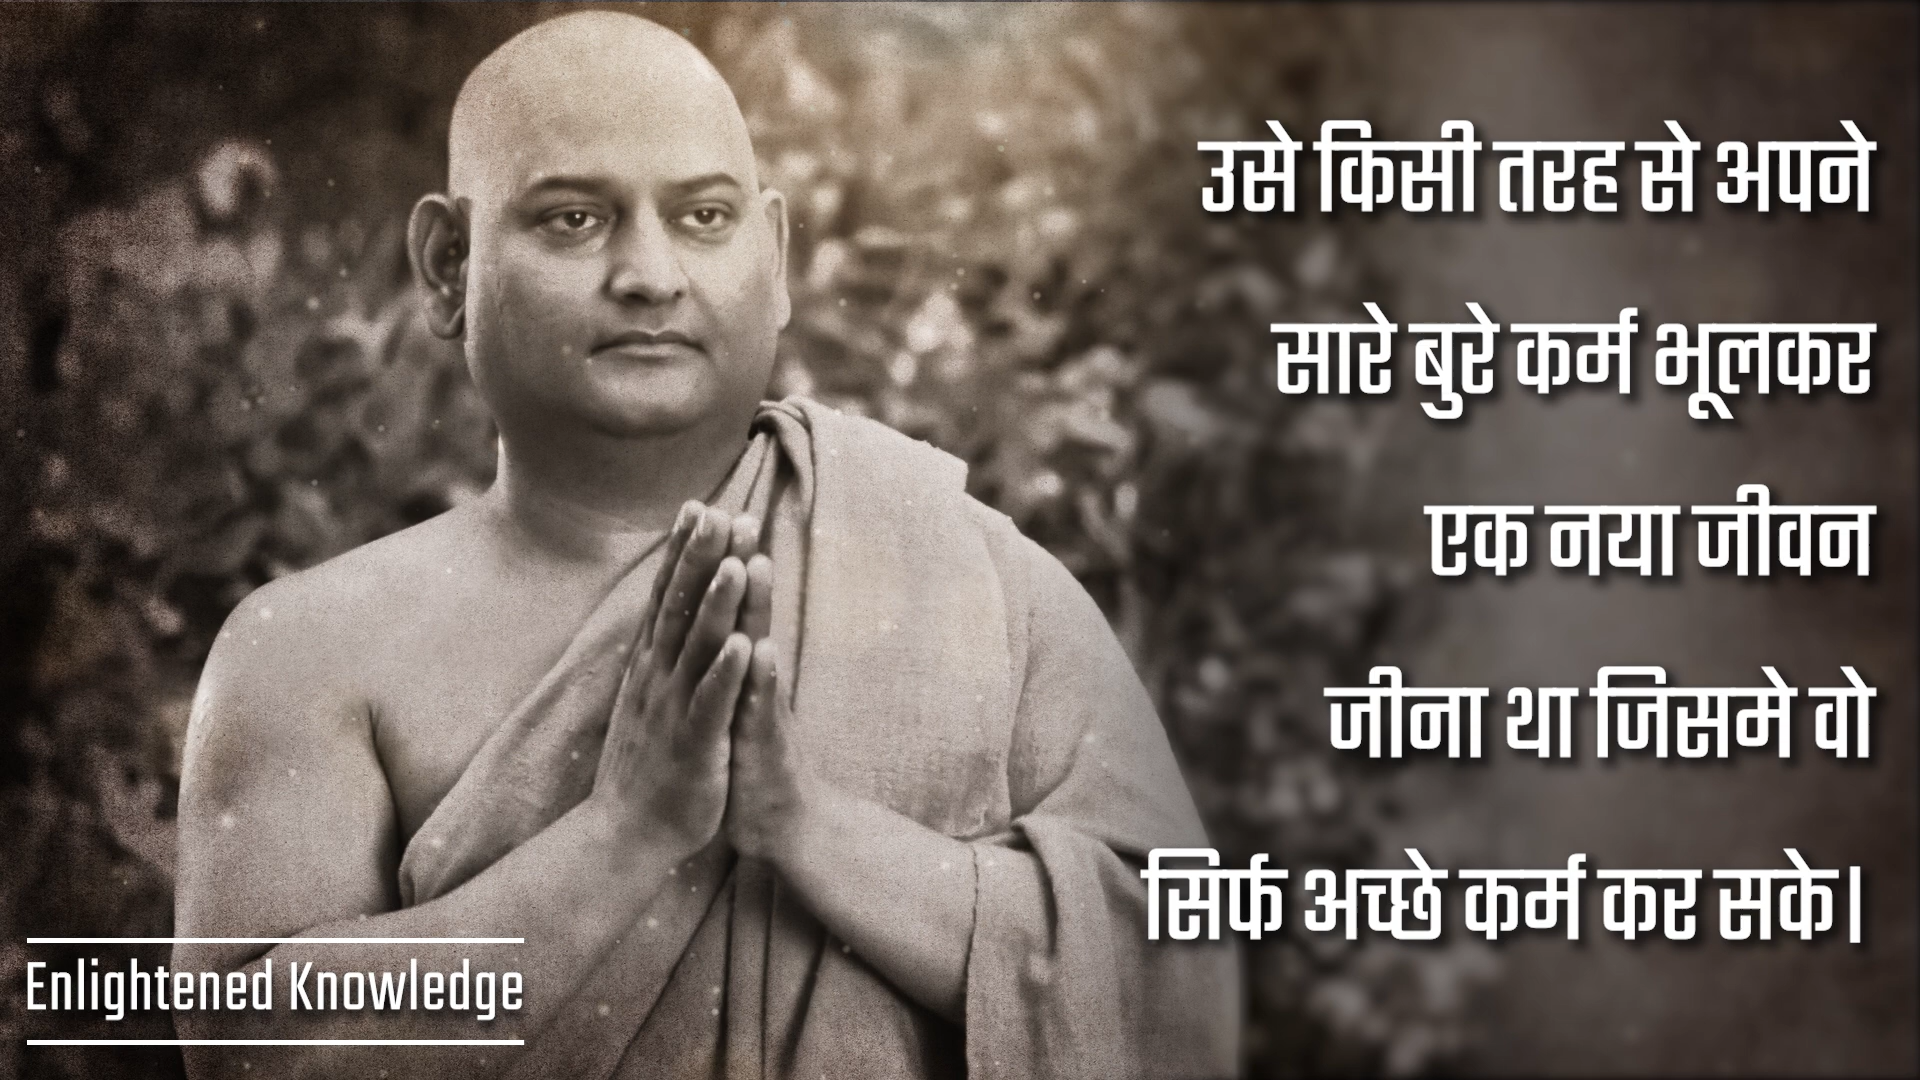 उसे किसी तरह से अपने
सारे बुरे कर्म भूलकर
एक नया जीवन
जीना था जिसमे वो
सिर्फ अच्छे कर्म कर सके।
Enlightened Knowledge